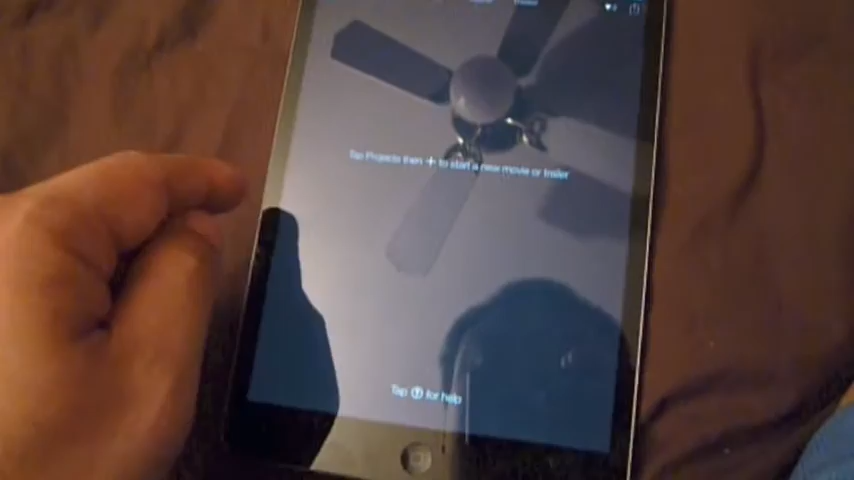 Tap Projects then + to start a new movie or trailer
Tap ? for help